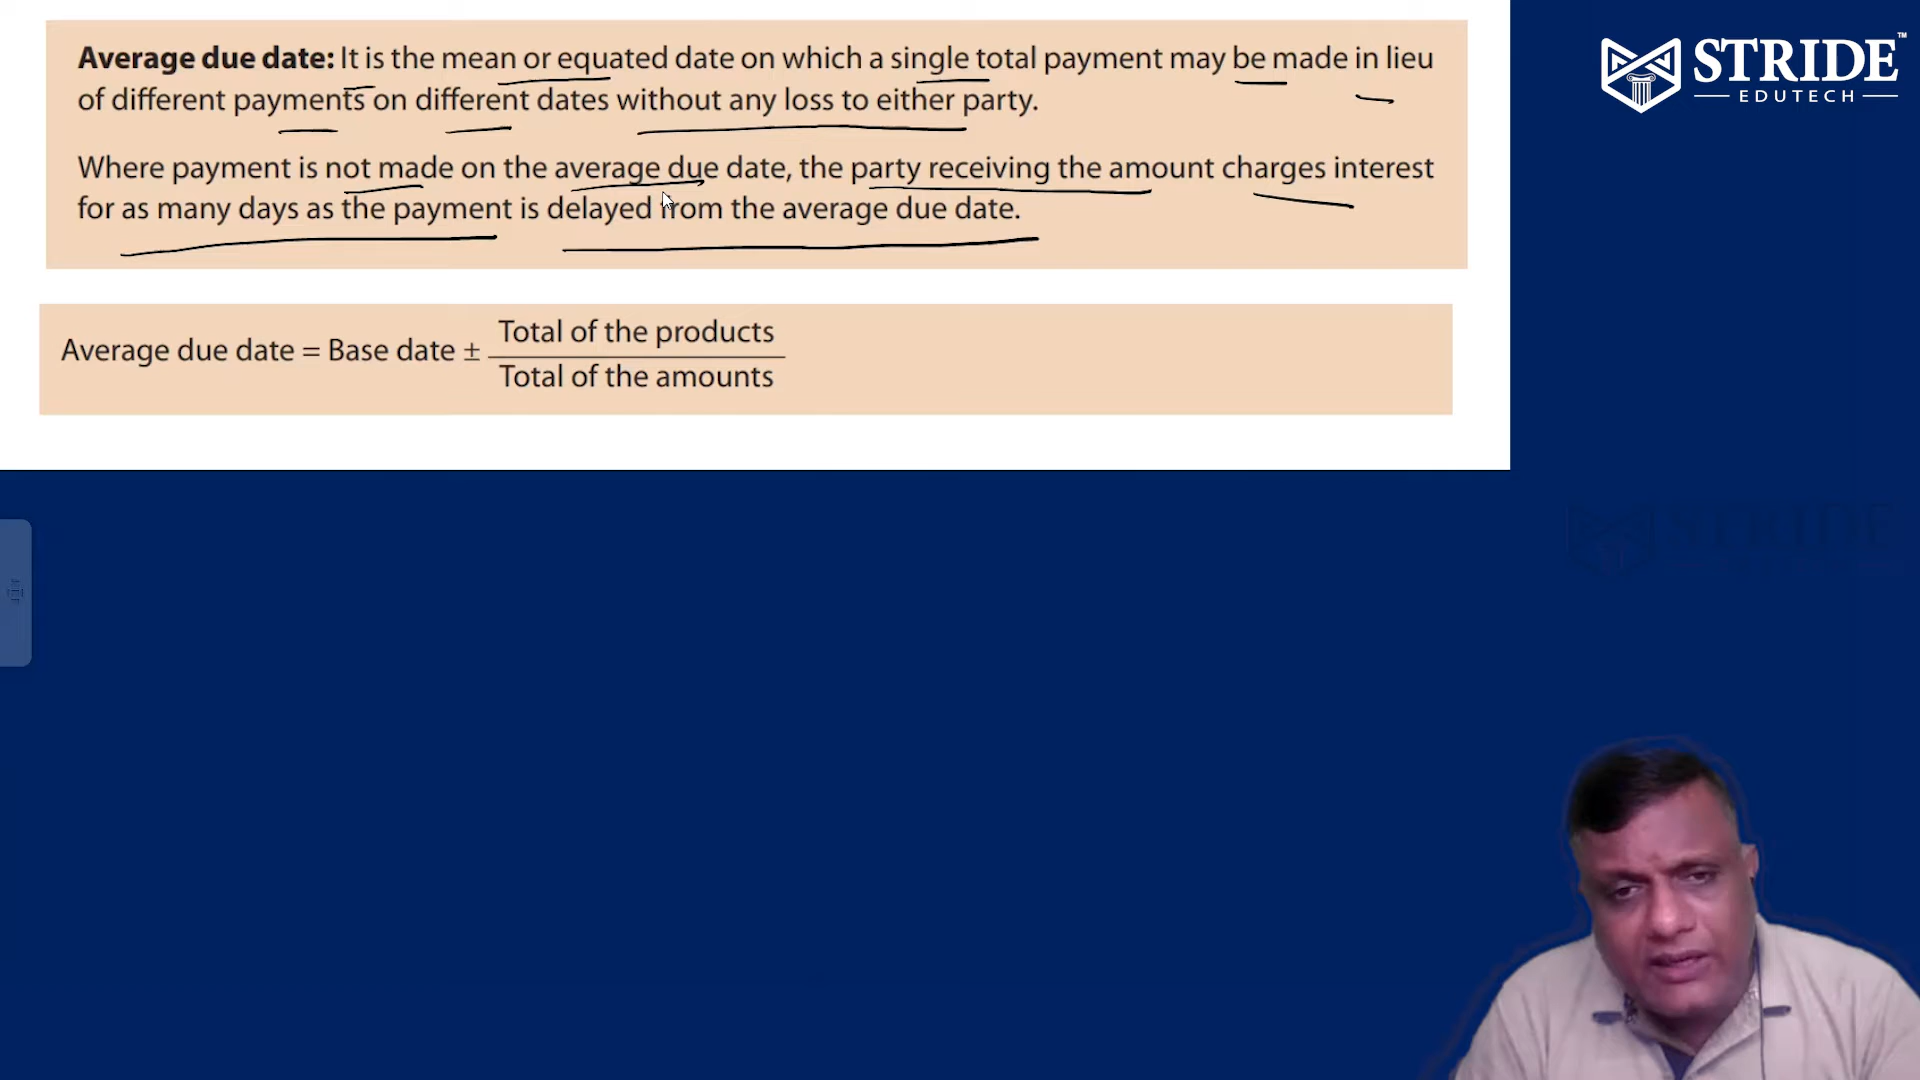 Average due date: It is the mean or equated date on which a single total payment may be made in lieu
of different payments on different dates without any loss to either party.
Where payment is not made on the average due date, the party receiving the amount charges interest
for as many days as the payment is delayed from the average due date.
Average due date = Base date ± Total of the products
Total of the amounts
STRIDE™
EDUTECH
STRIDE